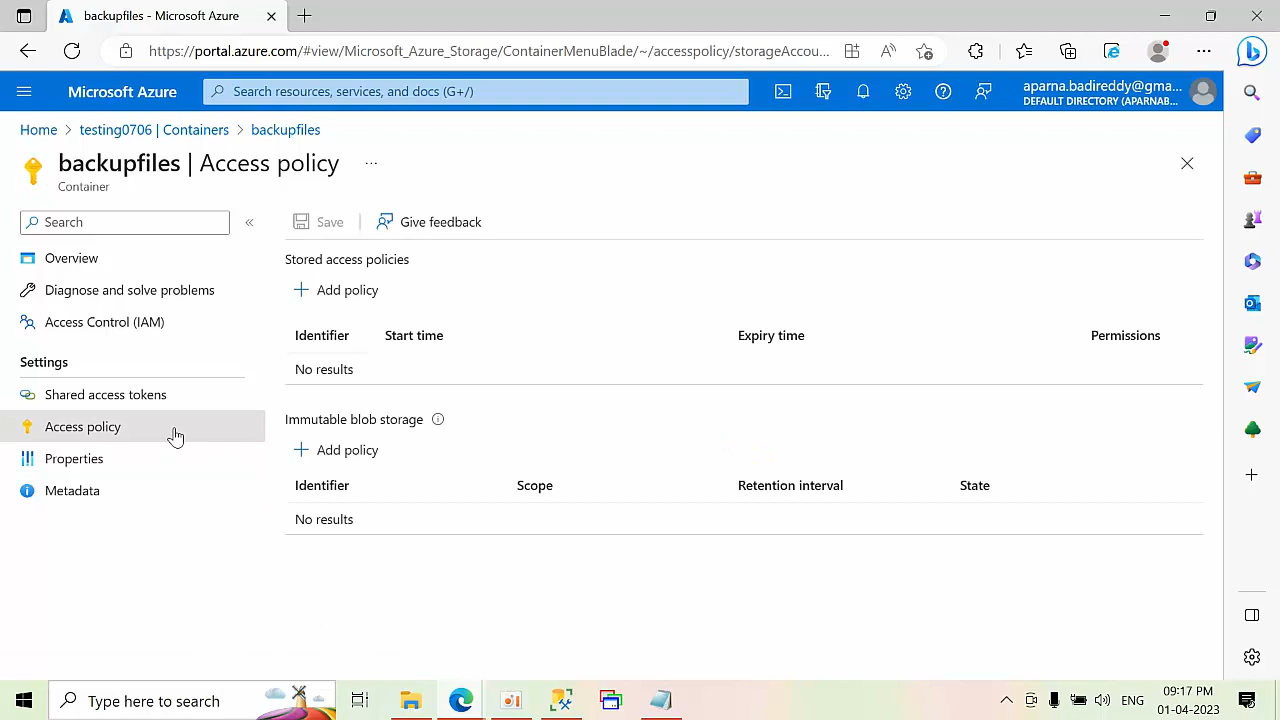 backupfiles - Microsoft Azure
https://portal.azure.com/#view/Microsoft_Azure_Storage/ContainerMenuBlade/~/accesspolicy/storageAccou...
Microsoft Azure
Search resources, services, and docs (G+/)
aparna.badireddy@gma...
DEFAULT DIRECTORY (APARNAB...
Home > testing0706 | Containers > backupfiles
backupfiles | Access policy ...
Container
Search
«
Save
Give feedback
Overview
Diagnose and solve problems
Access Control (IAM)
Settings
Shared access tokens
Access policy
Properties
Metadata
Stored access policies
Add policy
Identifier Start time Expiry time Permissions
No results
Immutable blob storage
Add policy
Identifier Scope Retention interval State
No results
Type here to search
ENG
09:17 PM
01-04-2023